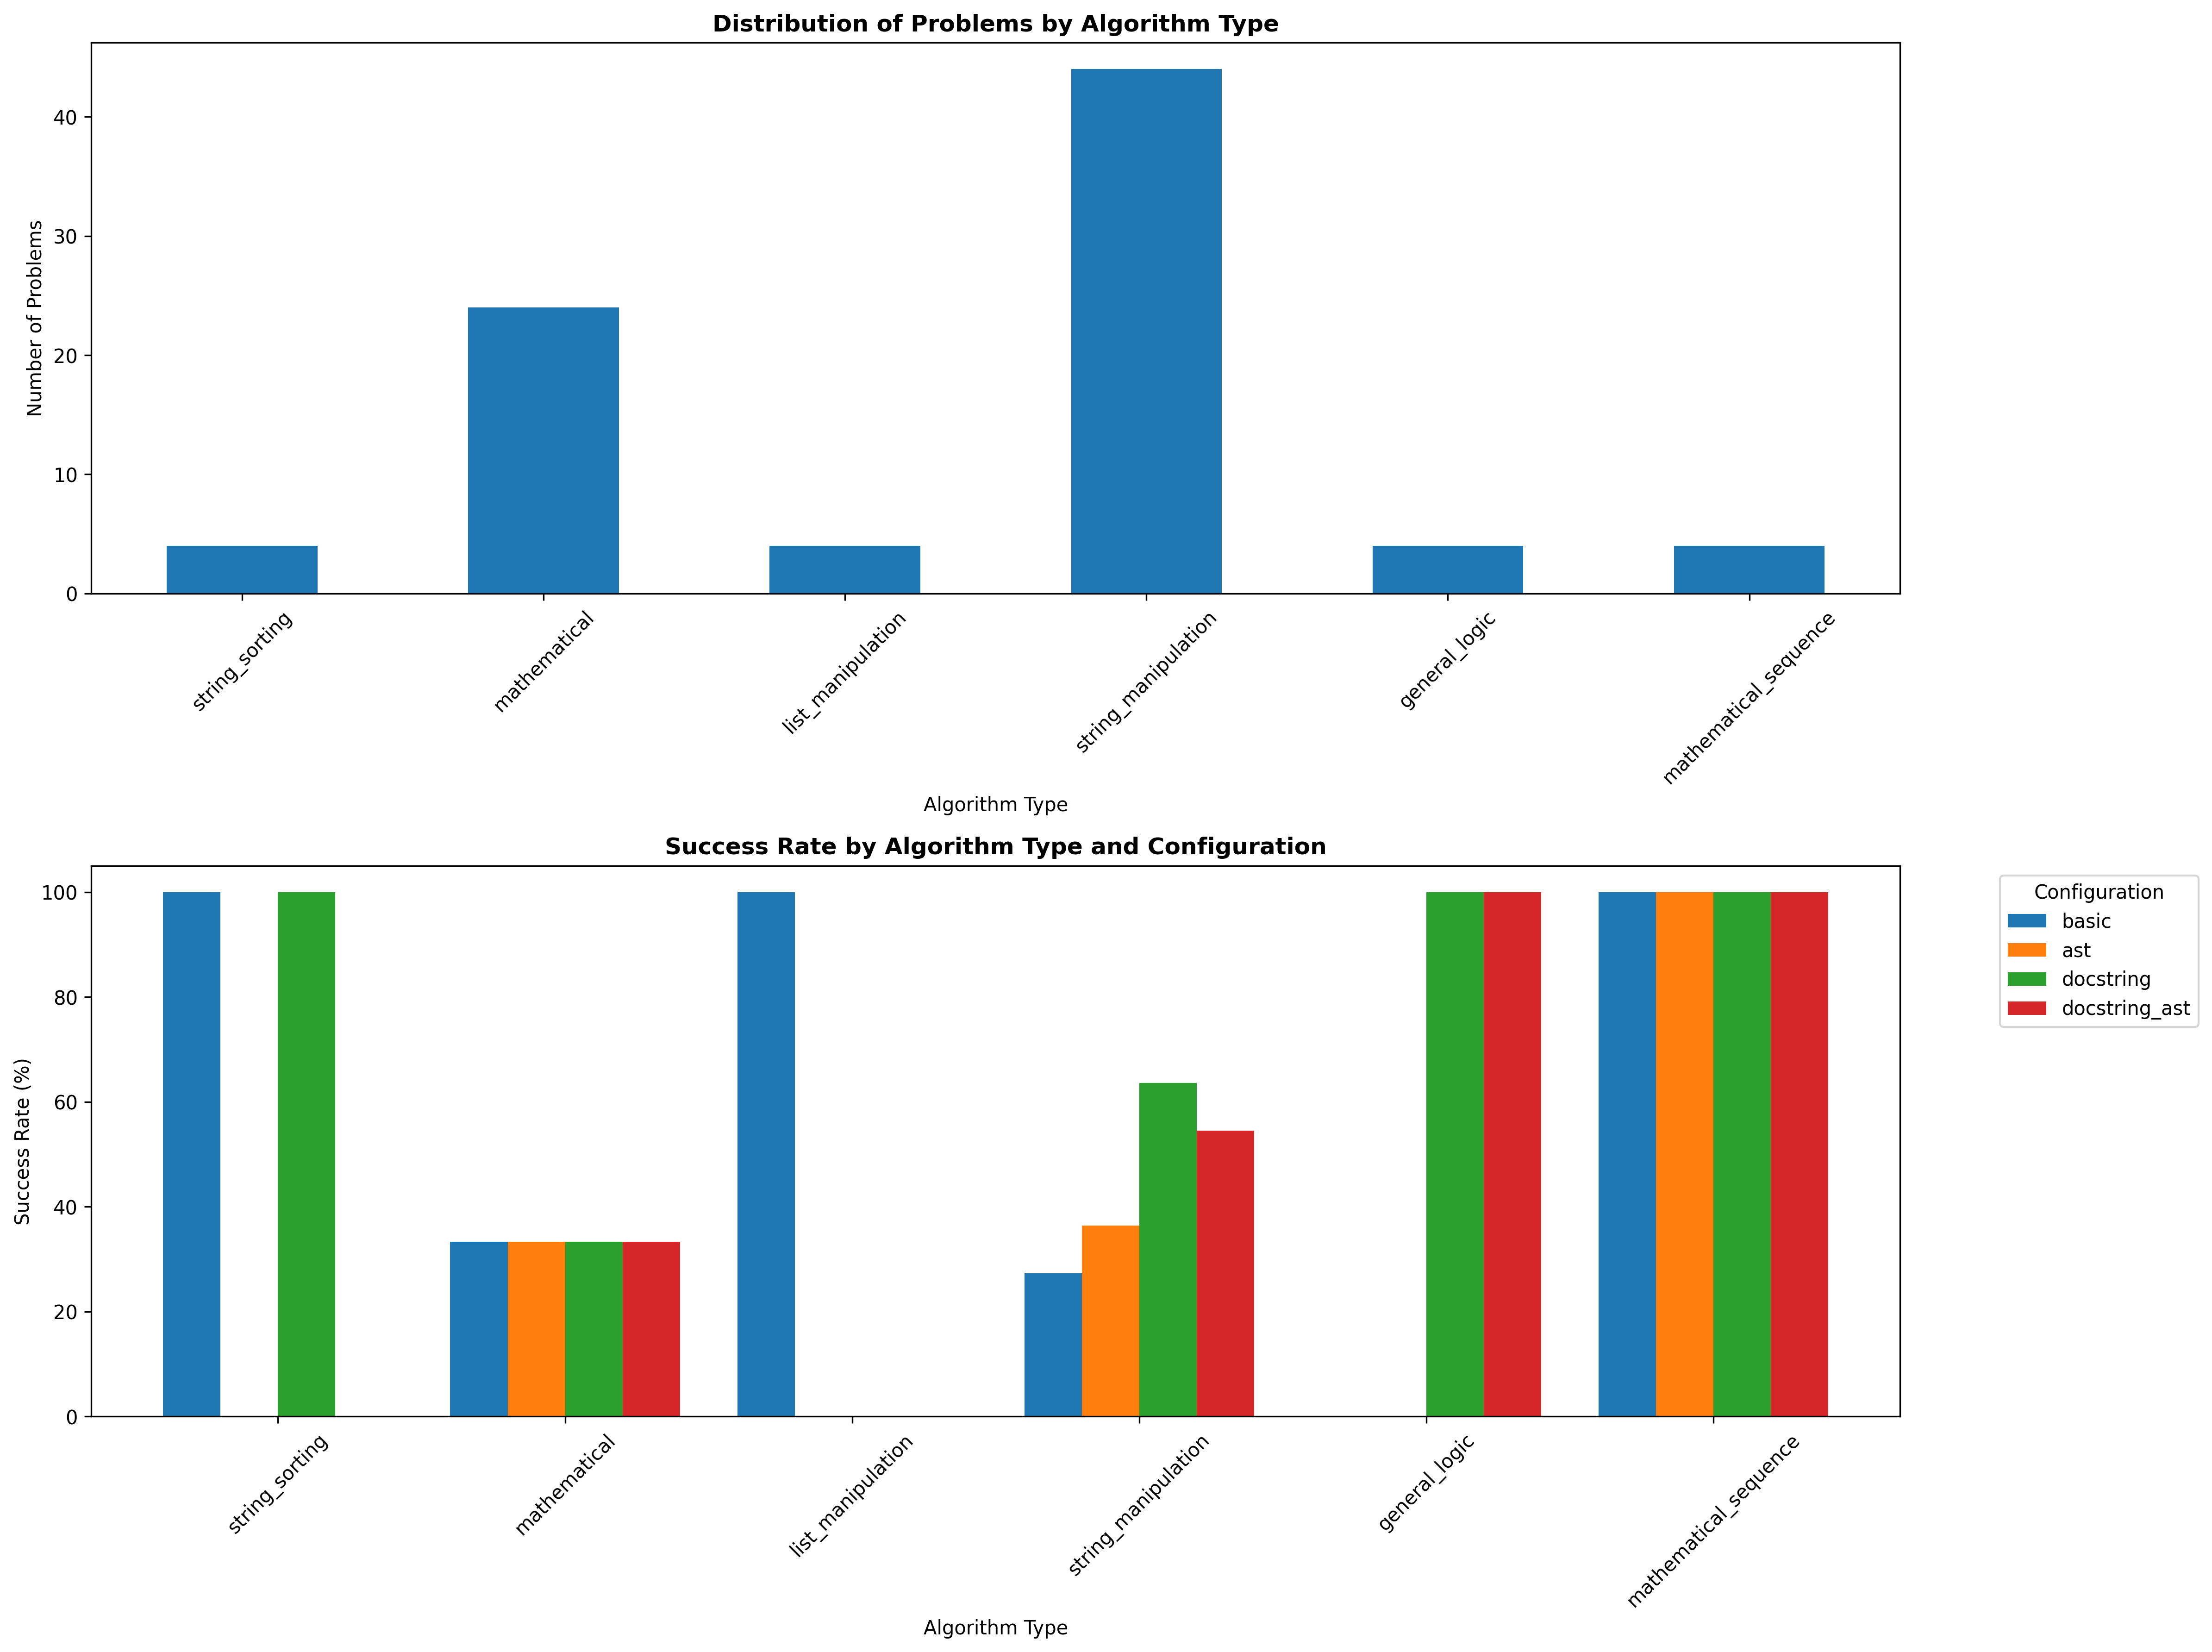 Distribution of Problems by Algorithm Type
40
30
20
10
0
Number of Problems
string_sorting
mathematical
list_manipulation
string_manipulation
general_logic
mathematical_sequence
Algorithm Type
Success Rate by Algorithm Type and Configuration
100
80
60
40
20
0
Success Rate (%)
Configuration
basic
ast
docstring
docstring_ast
string_sorting
mathematical
list_manipulation
string_manipulation
general_logic
mathematical_sequence
Algorithm Type